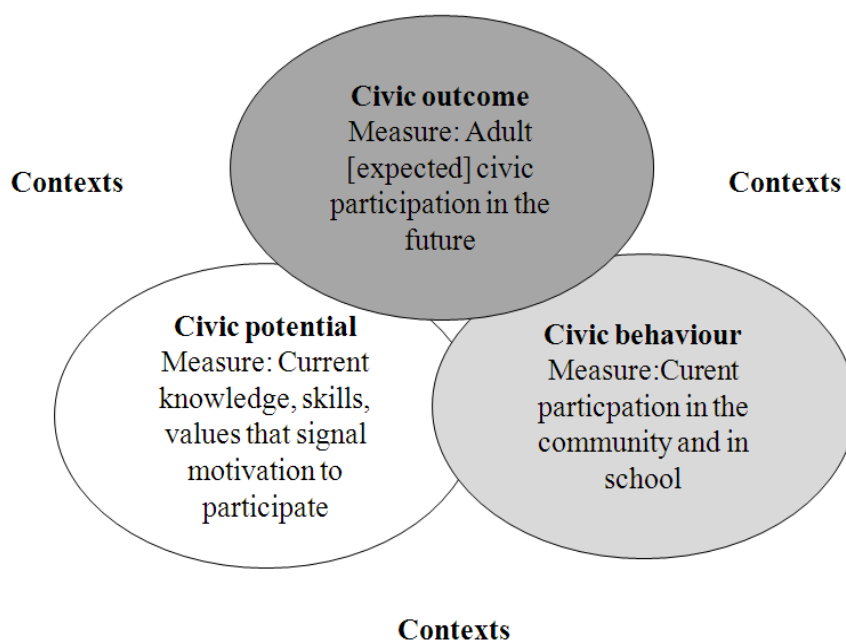 Civic outcome
Measure: Adult
[expected] civic
participation in the
future
Contexts
Contexts
Civic potential
Measure: Current
knowledge, skills,
values that signal
motivation to
participate
Civic behaviour
Measure:Curent
particpation in the
community and in
school
Contexts